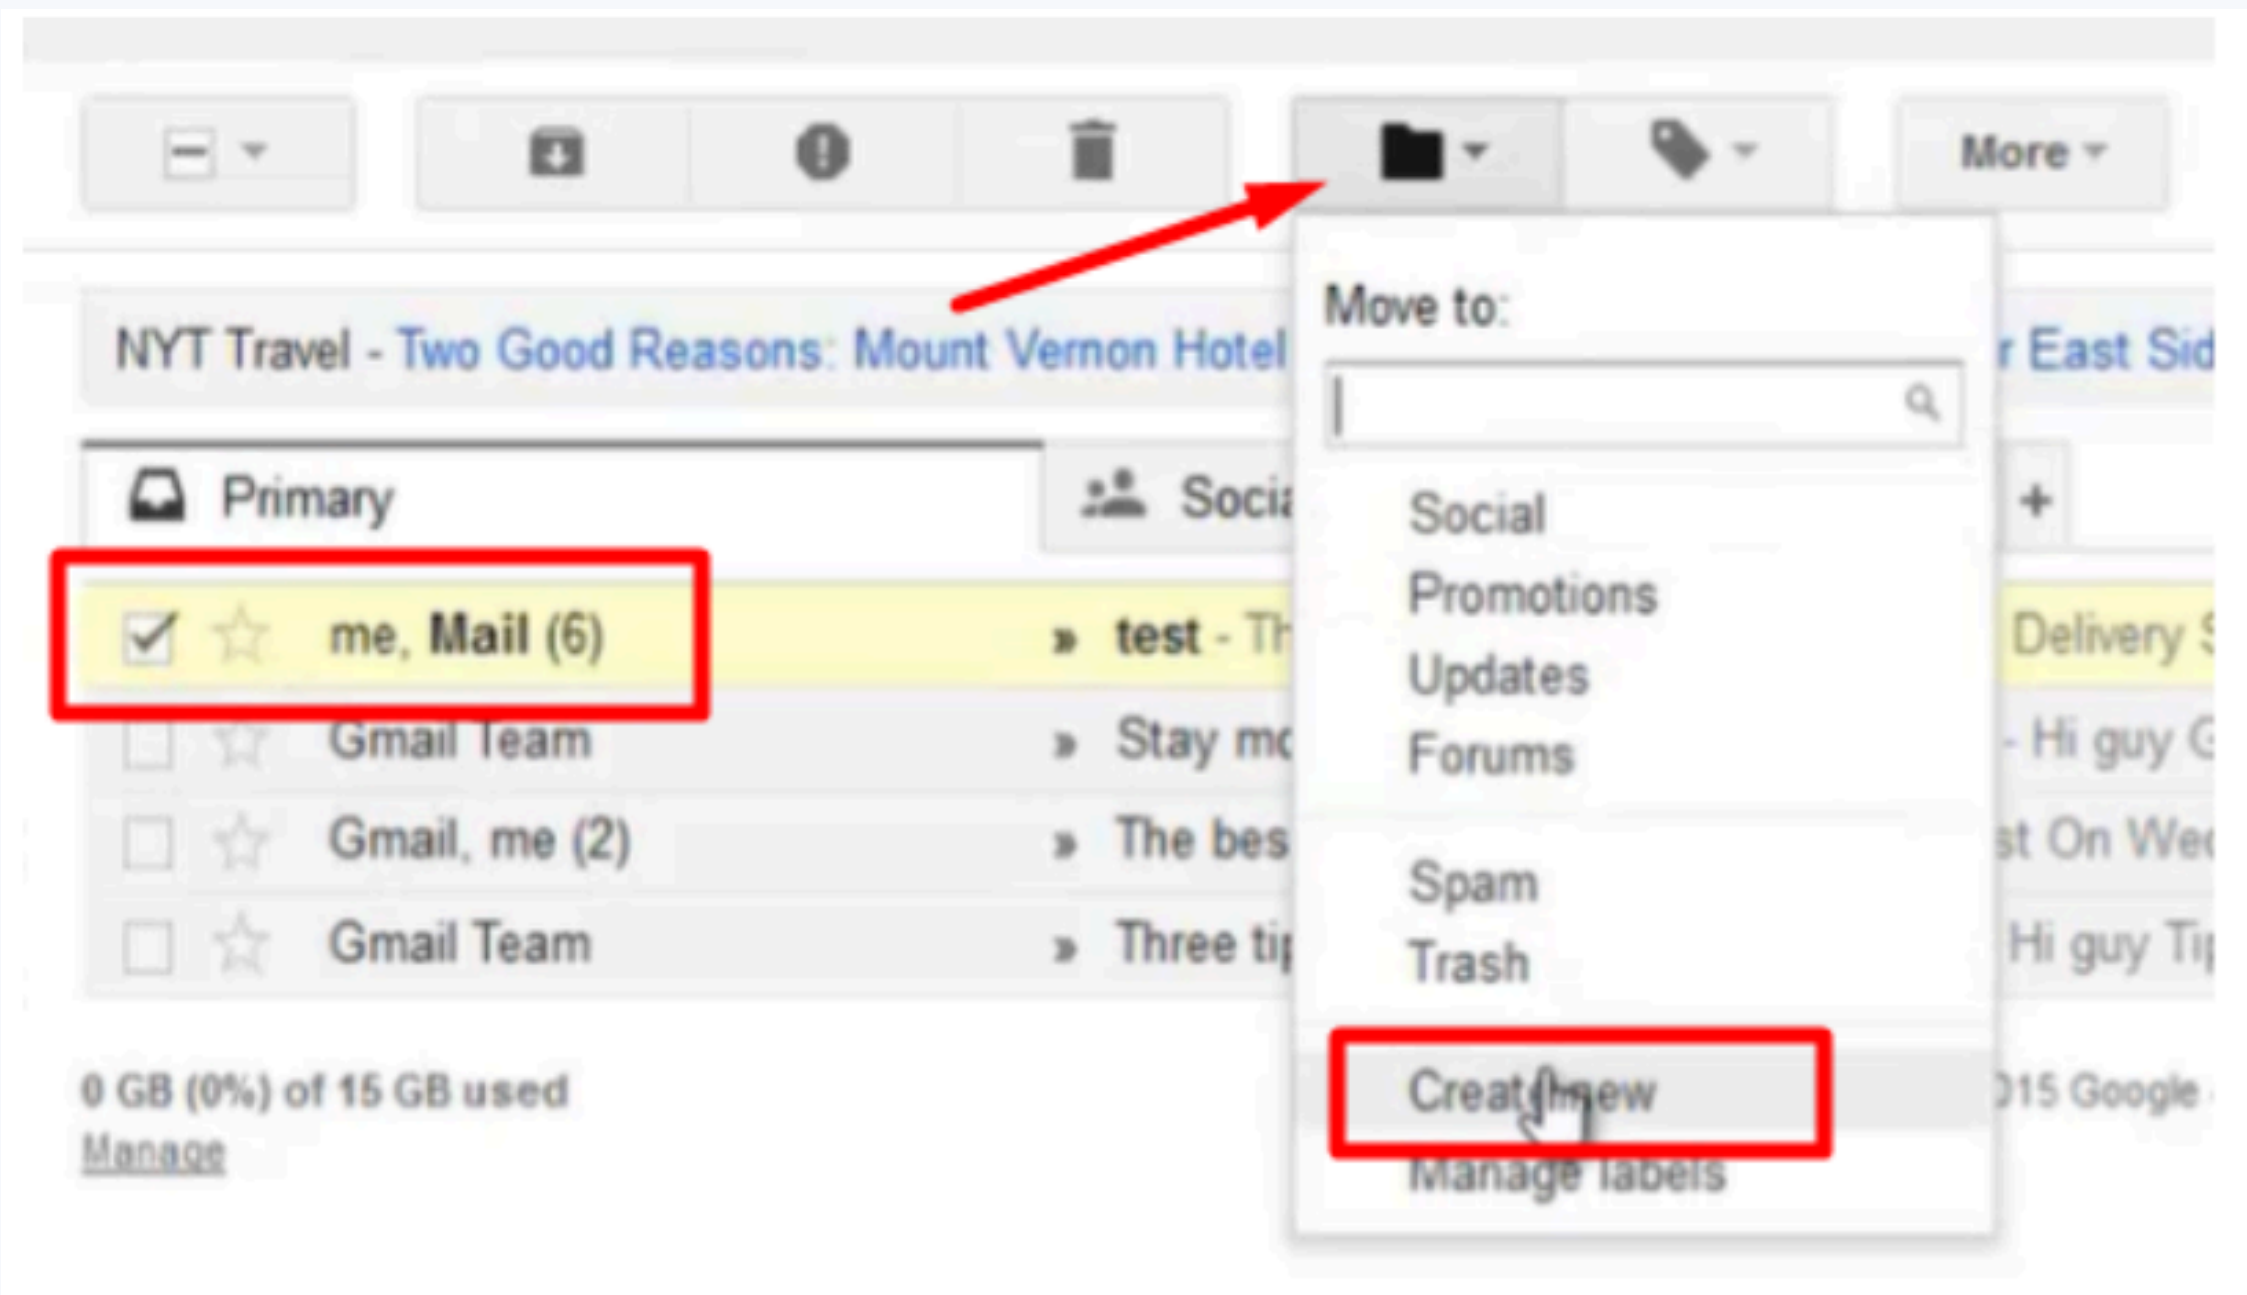 More
NYT Travel - Two Good Reasons: Mount Vernon Hotel
r East Sid
Move to:
Primary
Socia
+
Social
Promotions
Updates
Forums
Spam
Trash
Create new
Manage labels
me, Mail (6)
» test - Th
Delivery S
Gmail Team
» Stay mo
- Hi guy G
Gmail, me (2)
» The bes
st On Wed
Gmail Team
» Three tip
Hi guy Tip
0 GB (0%) of 15 GB used
Manage
015 Google -